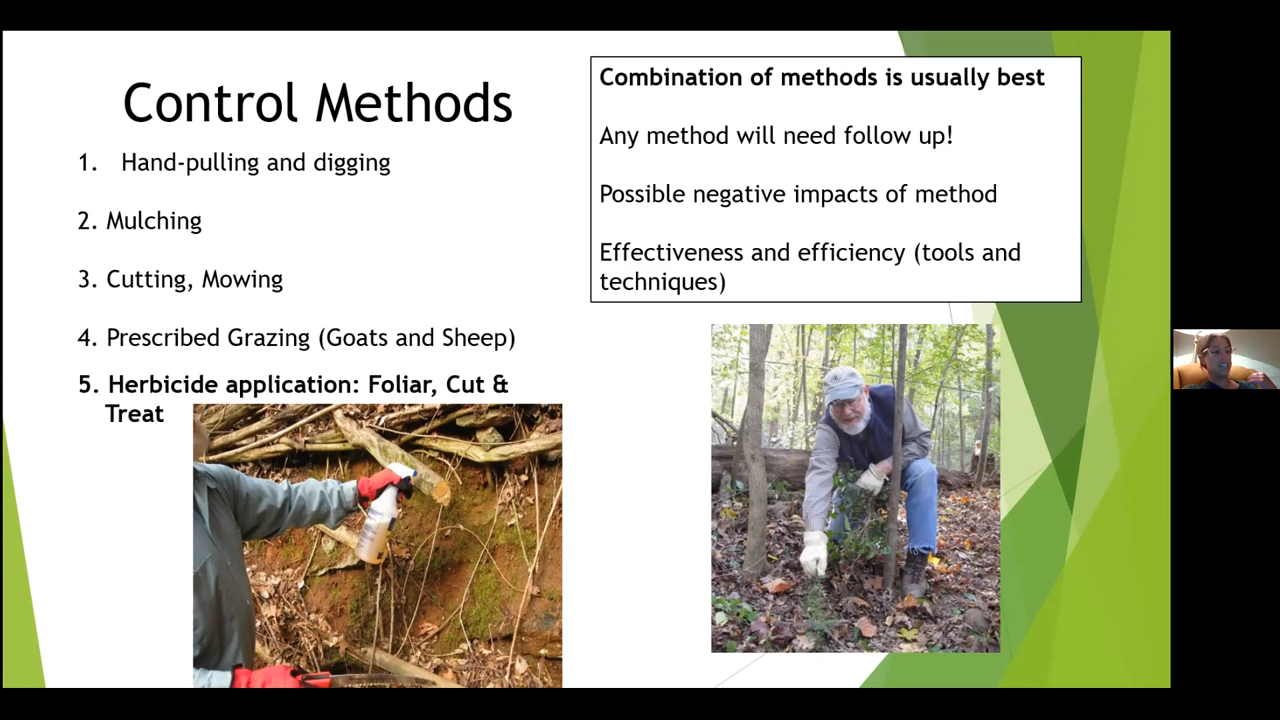 Control Methods
1. Hand-pulling and digging
2. Mulching
3. Cutting, Mowing
4. Prescribed Grazing (Goats and Sheep)
5. Herbicide application: Foliar, Cut &
Treat
Combination of methods is usually best
Any method will need follow up!
Possible negative impacts of method
Effectiveness and efficiency (tools and
techniques)